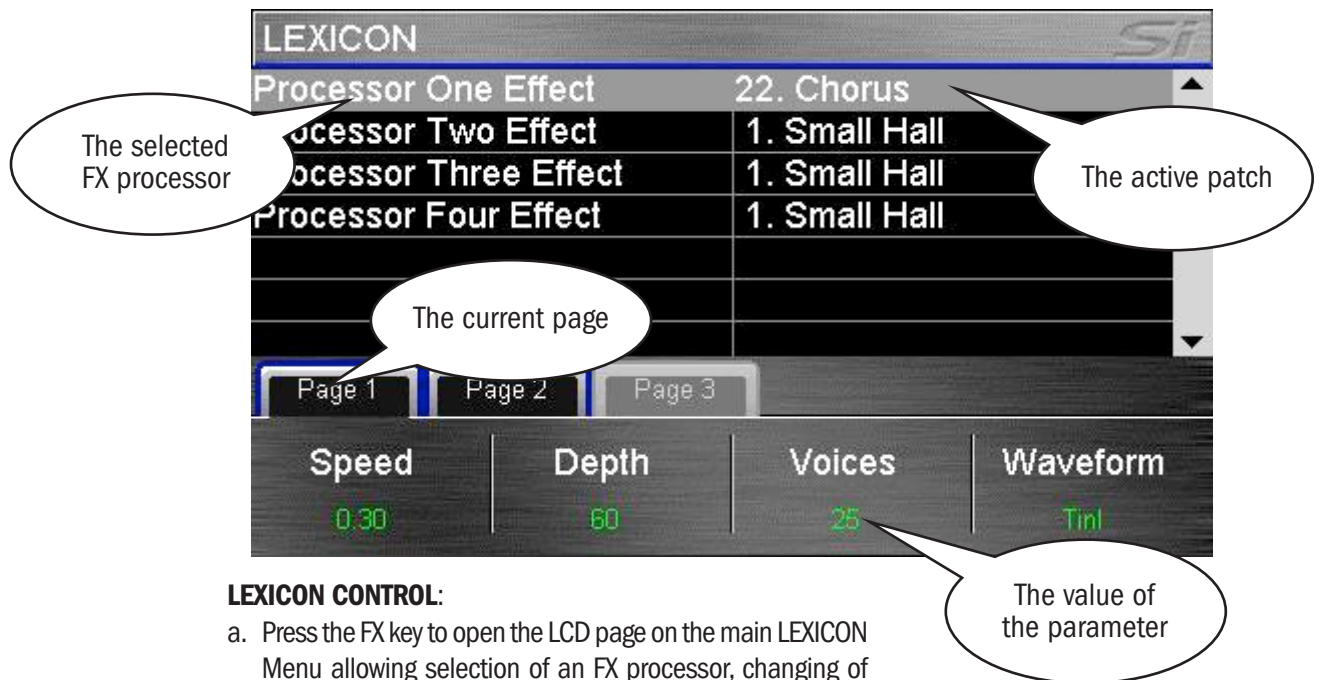 LEXICON Si
Processor One Effect 22. Chorus
rocessor Two Effect 1. Small Hall
ocessor Three Effect 1. Small Hall
Processor Four Effect 1. Small Hall
The selected
FX processor
The active patch
The current page
Page 1 Page 2 Page 3
Speed Depth Voices Waveform
0.30 60 25
The value of
the parameter
LEXICON CONTROL:
a. Press the FX key to open the LCD page on the main LEXICON
Menu allowing selection of an FX processor, changing of